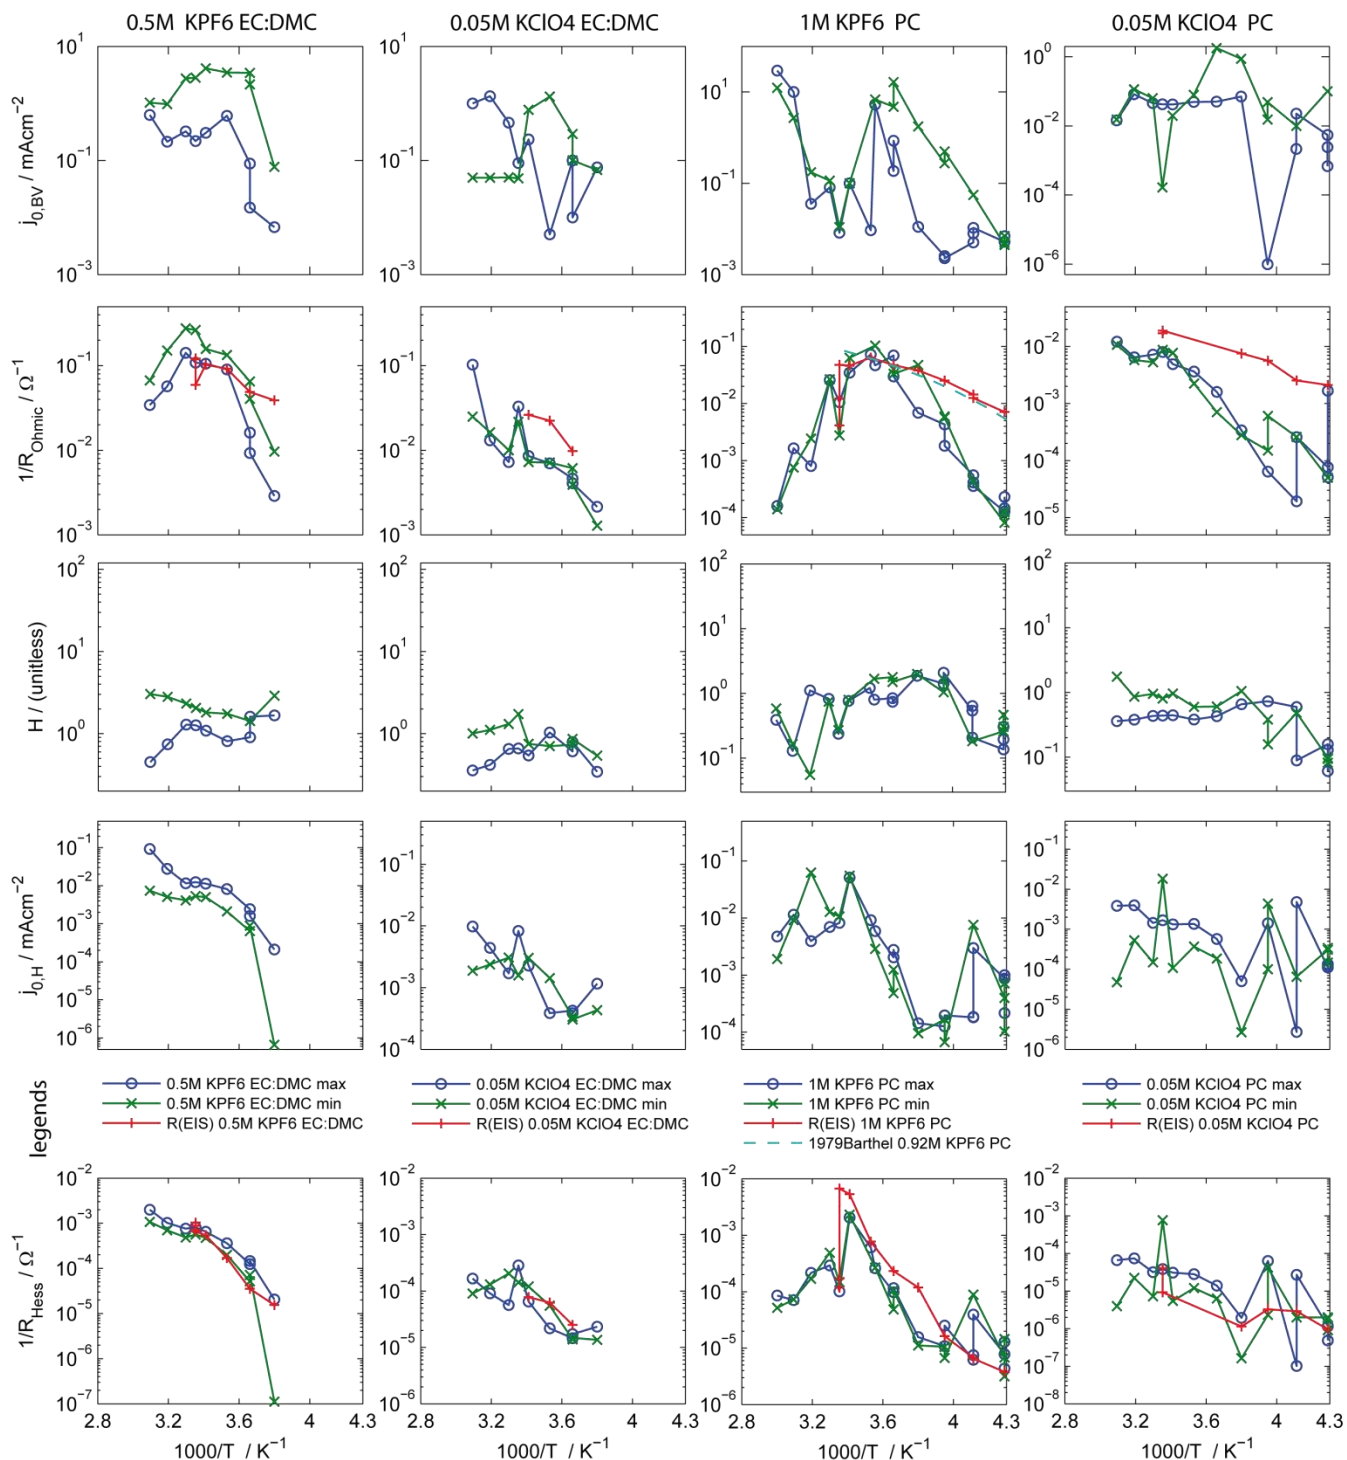 0.5M KPF6 EC:DMC 0.05M KClO4 EC:DMC 1M KPF6 PC 0.05M KClO4 PC
j0,BV / mAcm−2
10^1 10^−1 10^−3
10^1 10^−1 10^−3
10^1 10^−1 10^−3
10^0 10^−2 10^−4 10^−6
1/ROhmic / Ω−1
10^−1 10^−2 10^−3
10^−1 10^−2 10^−3
10^−1 10^−2 10^−3 10^−4
10^−2 10^−3 10^−4 10^−5
H / (unitless)
10^2 10^1 10^0
10^2 10^1 10^0
10^2 10^1 10^0 10^−1
10^2 10^1 10^0 10^−1
j0,H / mAcm−2
10^−1 10^−2 10^−3 10^−4 10^−5 10^−6
10^−1 10^−2 10^−3 10^−4
10^−1 10^−2 10^−3 10^−4
10^−1 10^−2 10^−3 10^−4 10^−5 10^−6
legends
0.5M KPF6 EC:DMC max
0.5M KPF6 EC:DMC min
R(EIS) 0.5M KPF6 EC:DMC
0.05M KClO4 EC:DMC max
0.05M KClO4 EC:DMC min
R(EIS) 0.05M KClO4 EC:DMC
1M KPF6 PC max
1M KPF6 PC min
R(EIS) 1M KPF6 PC
1979Barthel 0.92M KPF6 PC
0.05M KClO4 PC max
0.05M KClO4 PC min
R(EIS) 0.05M KClO4 PC
1/RHess / Ω−1
10^−2 10^−3 10^−4 10^−5 10^−6 10^−7
10^−2 10^−3 10^−4 10^−5 10^−6
10^−2 10^−3 10^−4 10^−5 10^−6
10^−2 10^−3 10^−4 10^−5 10^−6 10^−7 10^−8
2.8 3.2 3.6 4 4.3 2.8 3.2 3.6 4 4.3 2.8 3.2 3.6 4 4.3 2.8 3.2 3.6 4 4.3
1000/T / K−1 1000/T / K−1 1000/T / K−1 1000/T / K−1